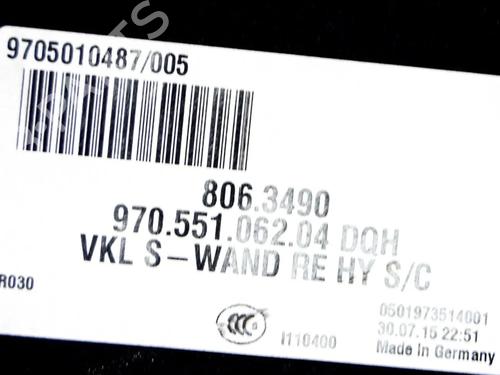 9705010487/005
806.3490
970.551.062.04 DQH
VKL S-WAND RE HY S/C
R030
CCC
I110400
0501973514001
30.07.15 22:51
Made in Germany